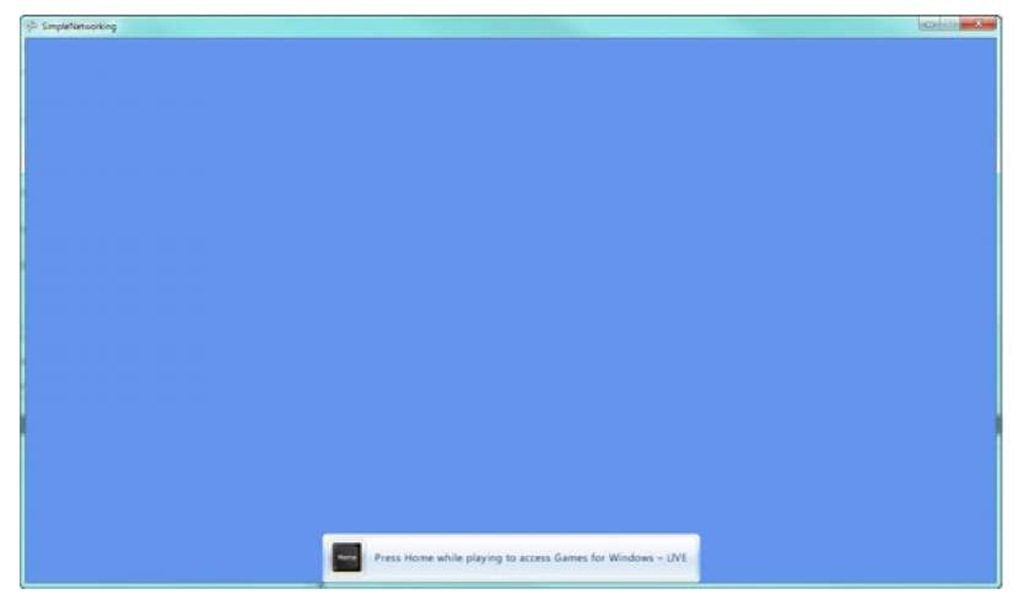 SimpleNetworking
Home
Press Home while playing to access Games for Windows – LIVE